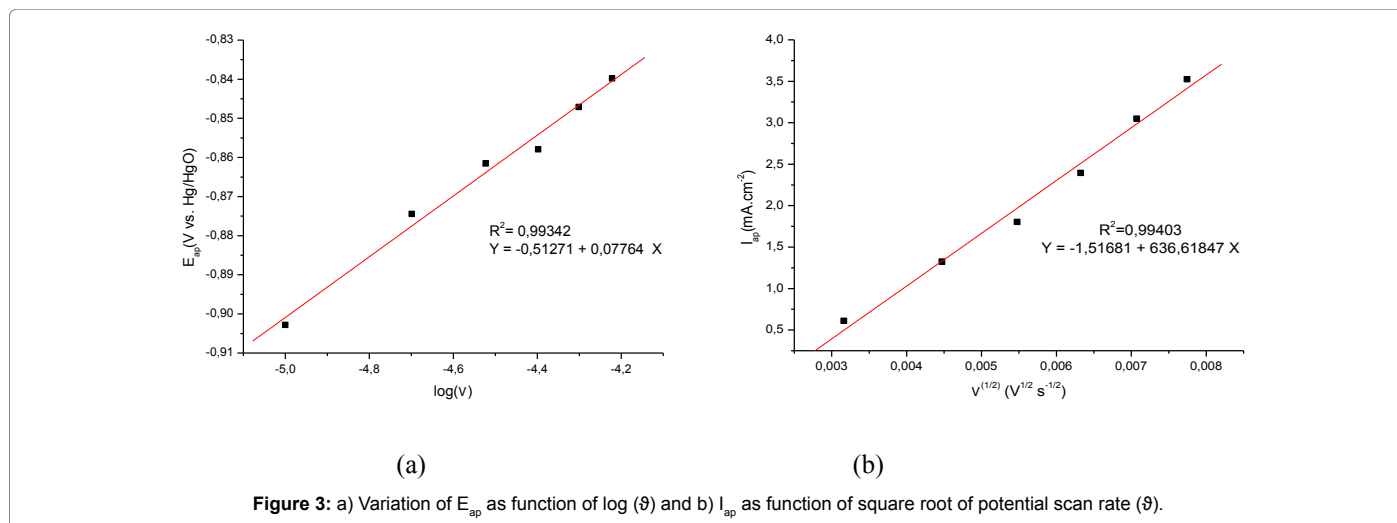 -0,83
-0,84
-0,85
-0,86
-0,87
-0,88
-0,89
-0,90
-0,91
E_ap(V vs. Hg/HgO)
R²= 0,99342
Y = -0,51271 + 0,07764 X
-5,0 -4,8 -4,6 -4,4 -4,2
log(v)
(a)
4,0
3,5
3,0
2,5
2,0
1,5
1,0
0,5
I_ap(mA.cm⁻²)
R²=0,99403
Y = -1,51681 + 636,61847 X
0,003 0,004 0,005 0,006 0,007 0,008
v^(1/2) (V^1/2 s^-1/2)
(b)
Figure 3: a) Variation of E_ap as function of log (ϑ) and b) I_ap as function of square root of potential scan rate (ϑ).